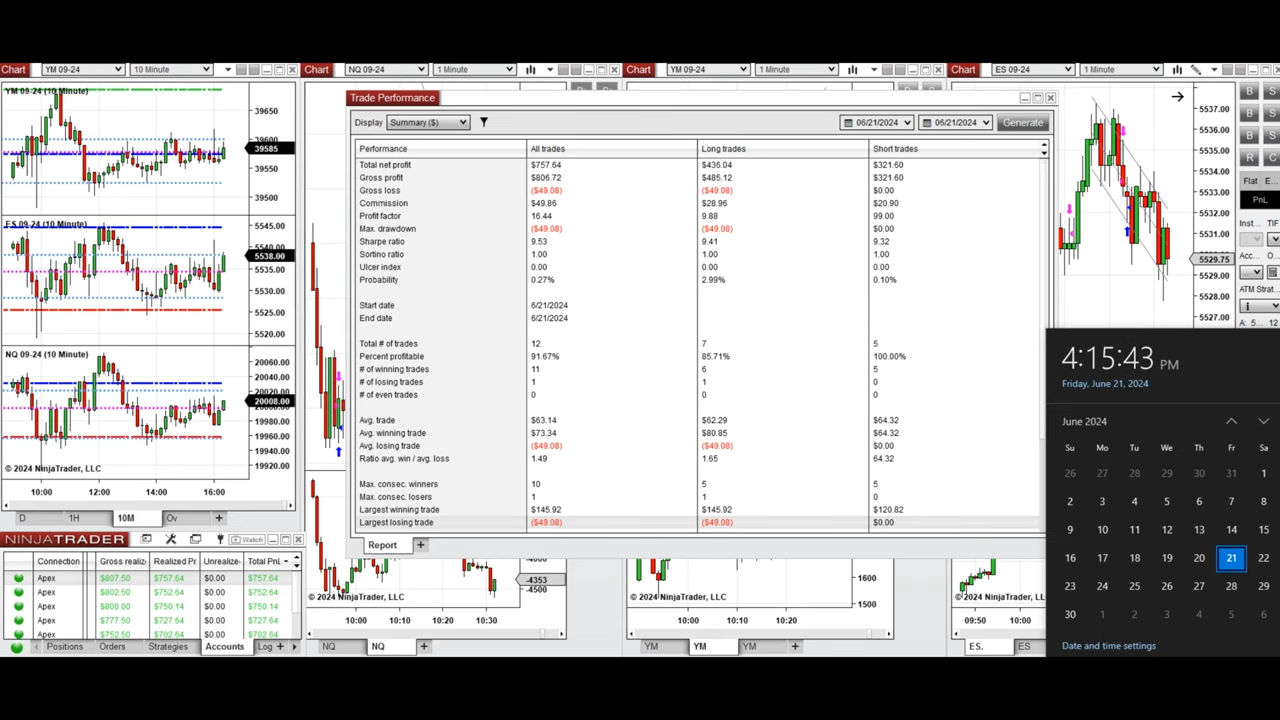 Chart YM 09-24 10 Minute
YM 09-24 (10 Minute)
39650
39600
39585
39550
39500
ES 09-24 (10 Minute)
5545.00
5540.00
5538.00
5535.00
5530.00
5525.00
5520.00
NQ 09-24 (10 Minute)
20060.00
20040.00
20020.00
20008.00
19980.00
19960.00
19940.00
19920.00
© 2024 NinjaTrader, LLC
10:00 12:00 14:00 16:00
D 1H 10M Ov +
NINJATRADER Watch
Connection Gross realiz Realized Pr Unrealize Total PnL
Apex $807.50 $757.64 $0.00 $757.64
Apex $802.50 $752.64 $0.00 $752.64
Apex $800.00 $750.14 $0.00 $750.14
Apex $777.50 $727.64 $0.00 $727.64
Apex $752.50 $702.64 $0.00 $702.64
Positions Orders Strategies Accounts Log +
Chart NQ 09-24 1 Minute
Chart YM 09-24 1 Minute
Chart ES 09-24 1 Minute
Trade Performance
Display Summary ($) 06/21/2024 06/21/2024 Generate
Performance All trades Long trades Short trades
Total net profit $757.64 $436.04 $321.60
Gross profit $806.72 $485.12 $321.60
Gross loss ($49.08) ($49.08) $0.00
Commission $49.86 $28.96 $20.90
Profit factor 16.44 9.88 99.00
Max. drawdown ($49.08) ($49.08) $0.00
Sharpe ratio 9.53 9.41 9.32
Sortino ratio 1.00 1.00 1.00
Ulcer index 0.00 0.00 0.00
Probability 0.27% 2.99% 0.10%
Start date 6/21/2024
End date 6/21/2024
Total # of trades 12 7 5
Percent profitable 91.67% 85.71% 100.00%
# of winning trades 11 6 5
# of losing trades 1 1 0
# of even trades 0 0 0
Avg. trade $63.14 $62.29 $64.32
Avg. winning trade $73.34 $80.85 $64.32
Avg. losing trade ($49.08) ($49.08) $0.00
Ratio avg. win / avg. loss 1.49 1.65 64.32
Max. consec. winners 10 5 5
Max. consec. losers 1 1 0
Largest winning trade $145.92 $145.92 $120.82
Largest losing trade ($49.08) ($49.08) $0.00
Report +
-4353
-4500
© 2024 NinjaTrader, LLC
10:00 10:10 10:20 10:30
NQ NQ +
1600
1500
© 2024 NinjaTrader, LLC
10:00 10:10 10:20
YM YM YM +
© 2024 NinjaTrader, LLC
09:50 10:00
ES. ES
5537.00
5536.00
5534.00
5535.00
5533.00
5532.00
5531.00
5529.75
5529.00
5528.00
5527.00
B S
B S
B S
R C
Flat E
PnL
Inst... TIF
Acc... O...
ATM Strat
A: 5... 12
4:15:43 PM
Friday, June 21, 2024
June 2024
Su Mo Tu We Th Fr Sa
26 27 28 29 30 31 1
2 3 4 5 6 7 8
9 10 11 12 13 14 15
16 17 18 19 20 21 22
23 24 25 26 27 28 29
30 1 2 3 4 5 6
Date and time settings